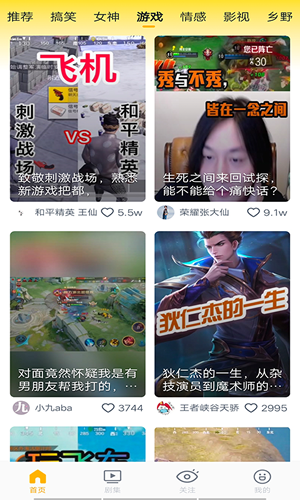 推荐 搞笑 女神 游戏 情感 影视 乡野
飞机
刺激战场
VS
和平精英
致敬刺激战场，熟悉
新游戏把都，
和平精英 王仙
5.5w
您已阵亡
30
秀与不秀,
皆在一念之间
生死之间来回试探，
能不能给个痛快话？
荣耀张大仙
9.2w
对面竟然怀疑我是有
男朋友帮我打的，…
九 小九aba
3744
狄仁杰的一生
狄仁杰的一生，从杂
技演员到魔术师的…
王者峡谷天骄
2995
首页
剧集
关注
我的